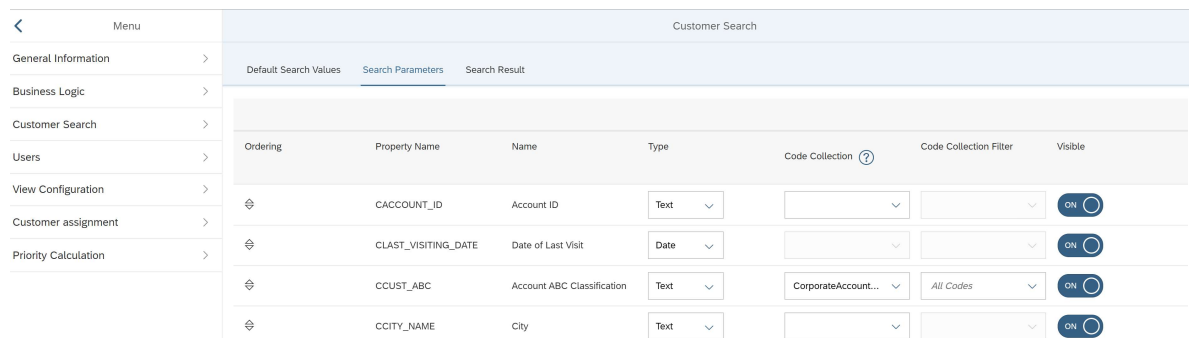 Menu
Customer Search
General Information
Business Logic
Customer Search
Users
View Configuration
Customer assignment
Priority Calculation
Default Search Values Search Parameters Search Result
Ordering Property Name Name Type Code Collection ? Code Collection Filter Visible
CACCOUNT_ID Account ID Text ON
CLAST_VISITING_DATE Date of Last Visit Date ON
CCUST_ABC Account ABC Classification Text CorporateAccount... All Codes ON
CCITY_NAME City Text ON